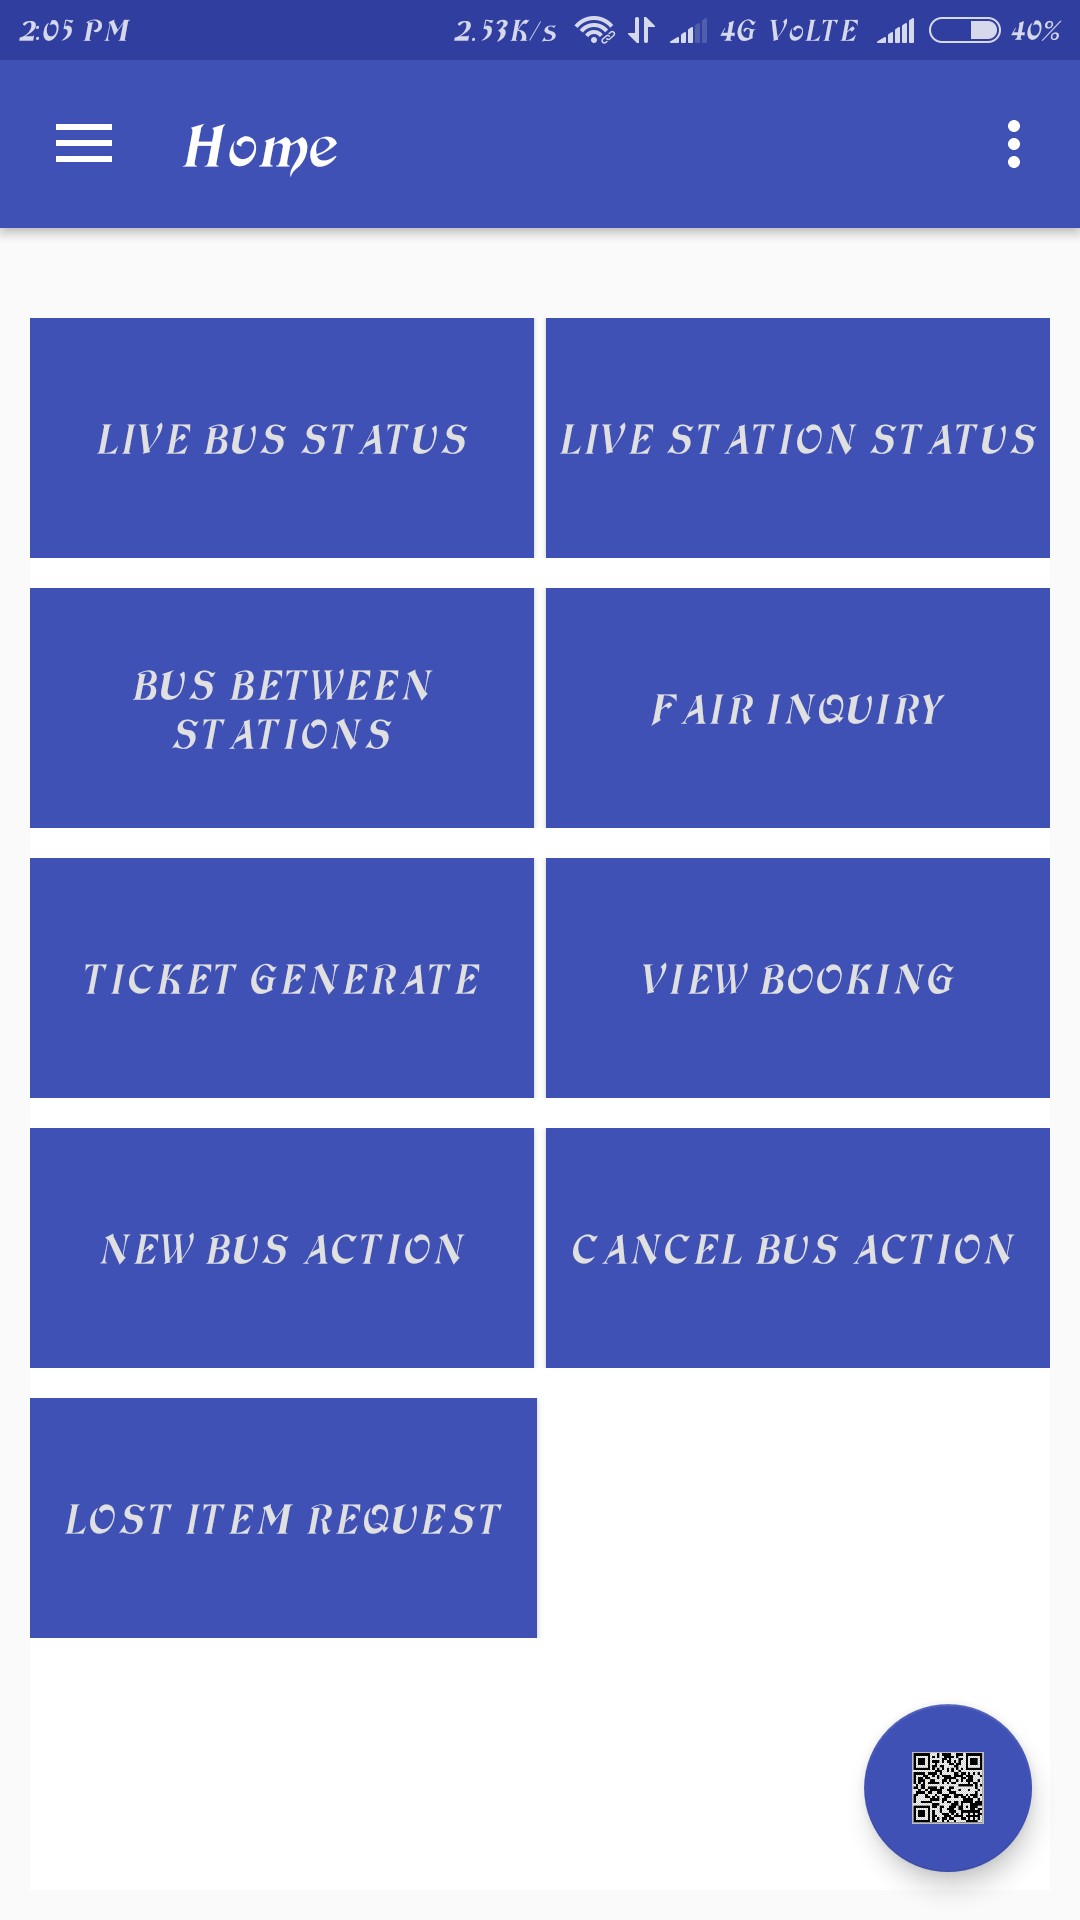 2:05 PM 2.53K/s 4G VoLTE 40%
Home
LIVE BUS STATUS
LIVE STATION STATUS
BUS BETWEEN
STATIONS
FAIR INQUIRY
TICKET GENERATE
VIEW BOOKING
NEW BUS ACTION
CANCEL BUS ACTION
LOST ITEM REQUEST